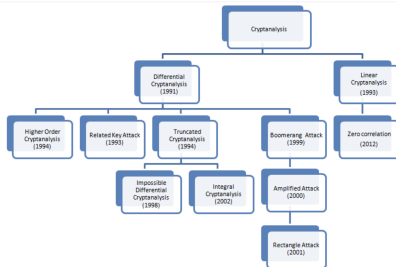 Cryptanalysis
Differential
Cryptanalysis
(1991)
Linear
Cryptanalysis
(1993)
Higher Order
Cryptanalysis
(1994)
Related Key Attack
(1993)
Truncated
Cryptanalysis
(1994)
Boomerang Attack
(1999)
Zero correlation
(2012)
Impossible
Differential
Cryptanalysis
(1998)
Integral
Cryptanalysis
(2002)
Amplified Attack
(2000)
Rectangle Attack
(2001)